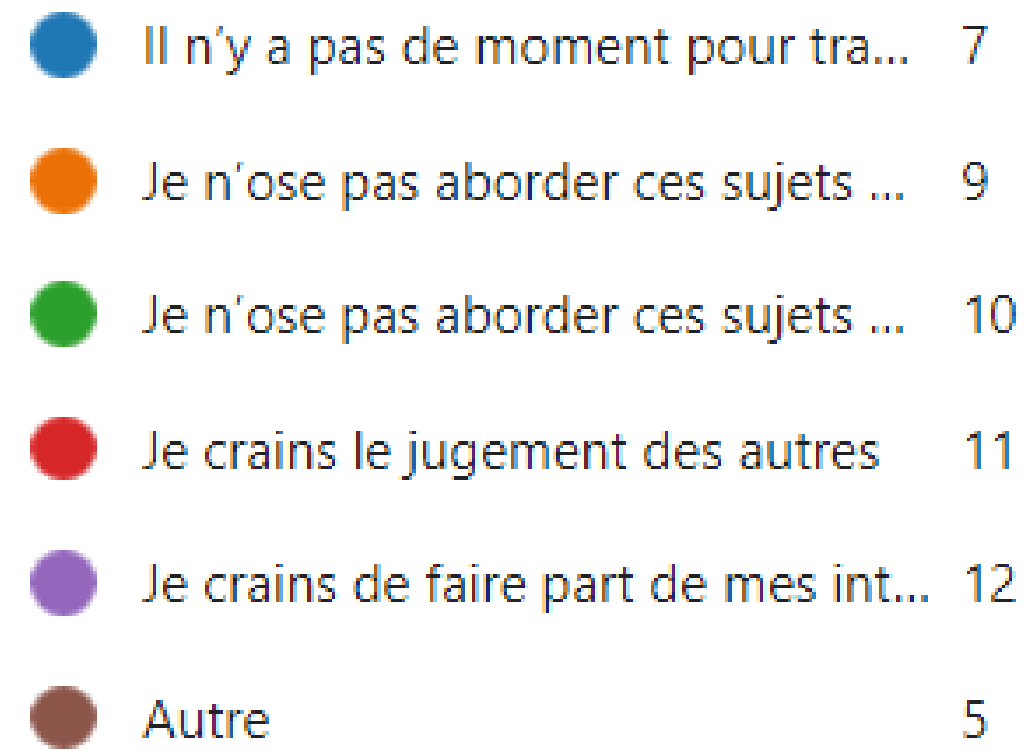 Il n'y a pas de moment pour tra... 7
Je n'ose pas aborder ces sujets ... 9
Je n'ose pas aborder ces sujets ... 10
Je crains le jugement des autres 11
Je crains de faire part de mes int... 12
Autre 5